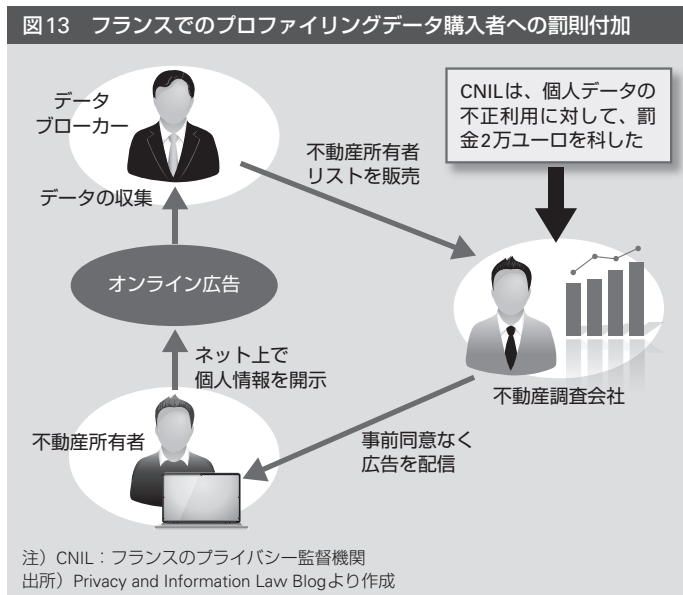 図13　フランスでのプロファイリングデータ購入者への罰則付加
データ
ブローカー
CNILは、個人データの
不正利用に対して、罰
金2万ユーロを科した
不動産所有者
リストを販売
データの収集
オンライン広告
ネット上で
個人情報を開示
不動産調査会社
不動産所有者
事前同意なく
広告を配信
注）CNIL：フランスのプライバシー監督機関
出所）Privacy and Information Law Blogより作成